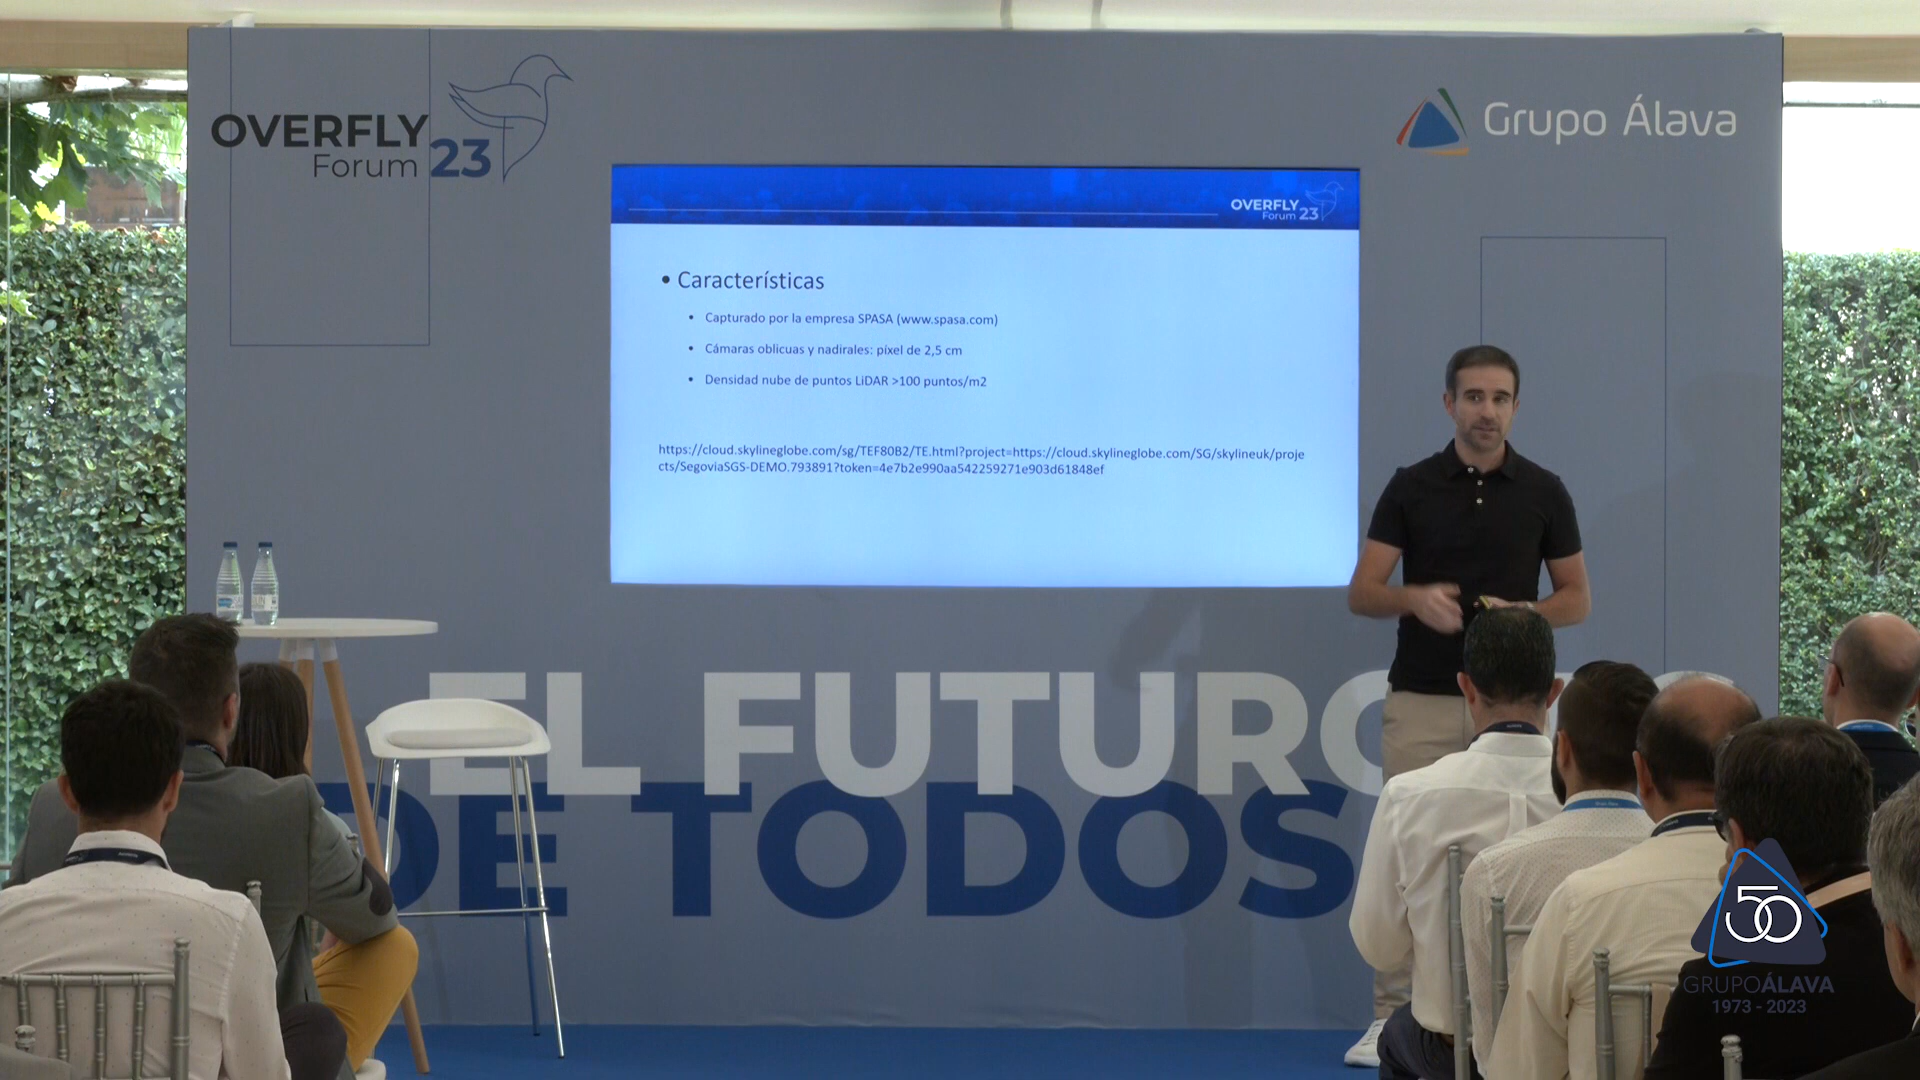 OVERFLY
Forum 23
Grupo Álava
OVERFLY
Forum 23
• Características
• Capturado por la empresa SPASA (www.spasa.com)
• Cámaras oblicuas y nadirales: píxel de 2,5 cm
• Densidad nube de puntos LiDAR >100 puntos/m2
https://cloud.skylineglobe.com/sg/TEF80B2/TE.html?project=https://cloud.skylineglobe.com/SG/skylineuk/proje
cts/SegoviaSGS-DEMO.793891?token=4e7b2e990aa542259271e903d61848ef
EL FUTURO
DE TODOS
50
GRUPOÁLAVA
1973 - 2023